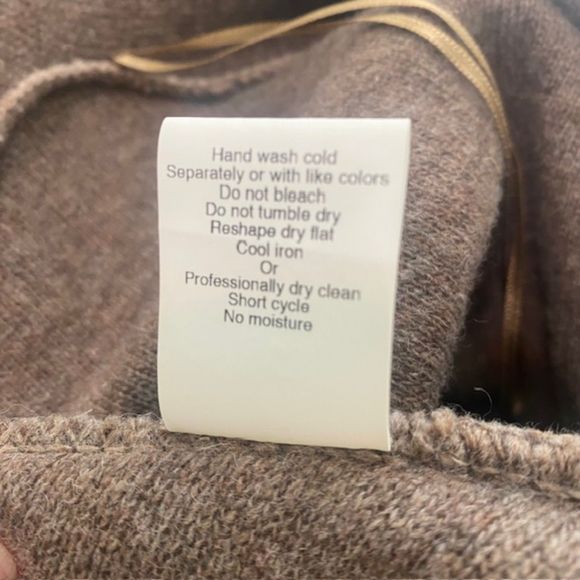 Hand wash cold
Separately or with like colors
Do not bleach
Do not tumble dry
Reshape dry flat
Cool iron
Or
Professionally dry clean
Short cycle
No moisture